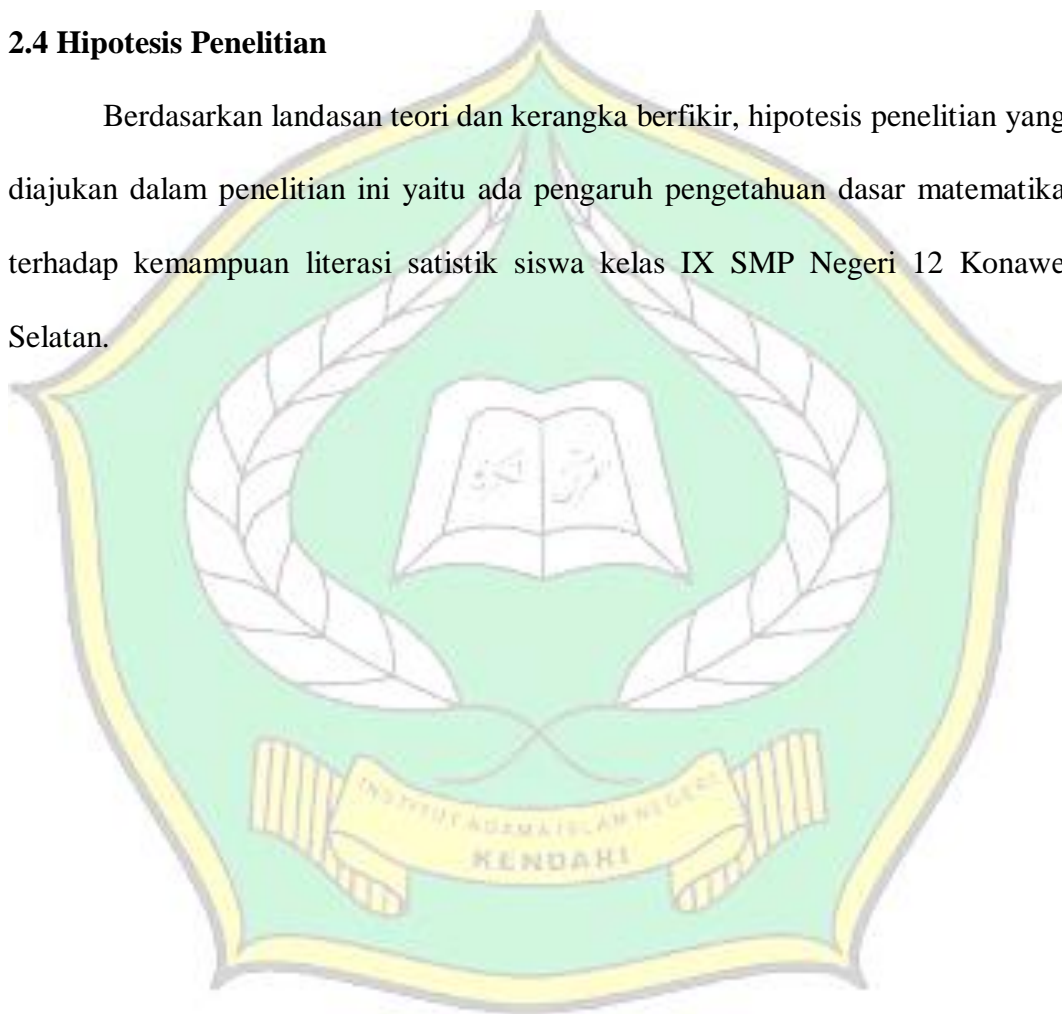 2.4 Hipotesis Penelitian
Berdasarkan landasan teori dan kerangka berfikir, hipotesis penelitian yang
diajukan dalam penelitian ini yaitu ada pengaruh pengetahuan dasar matematika
terhadap kemampuan literasi satistik siswa kelas IX SMP Negeri 12 Konawe
Selatan.
INSTITUT AGAMA ISLAM NEGERI
KENDARI